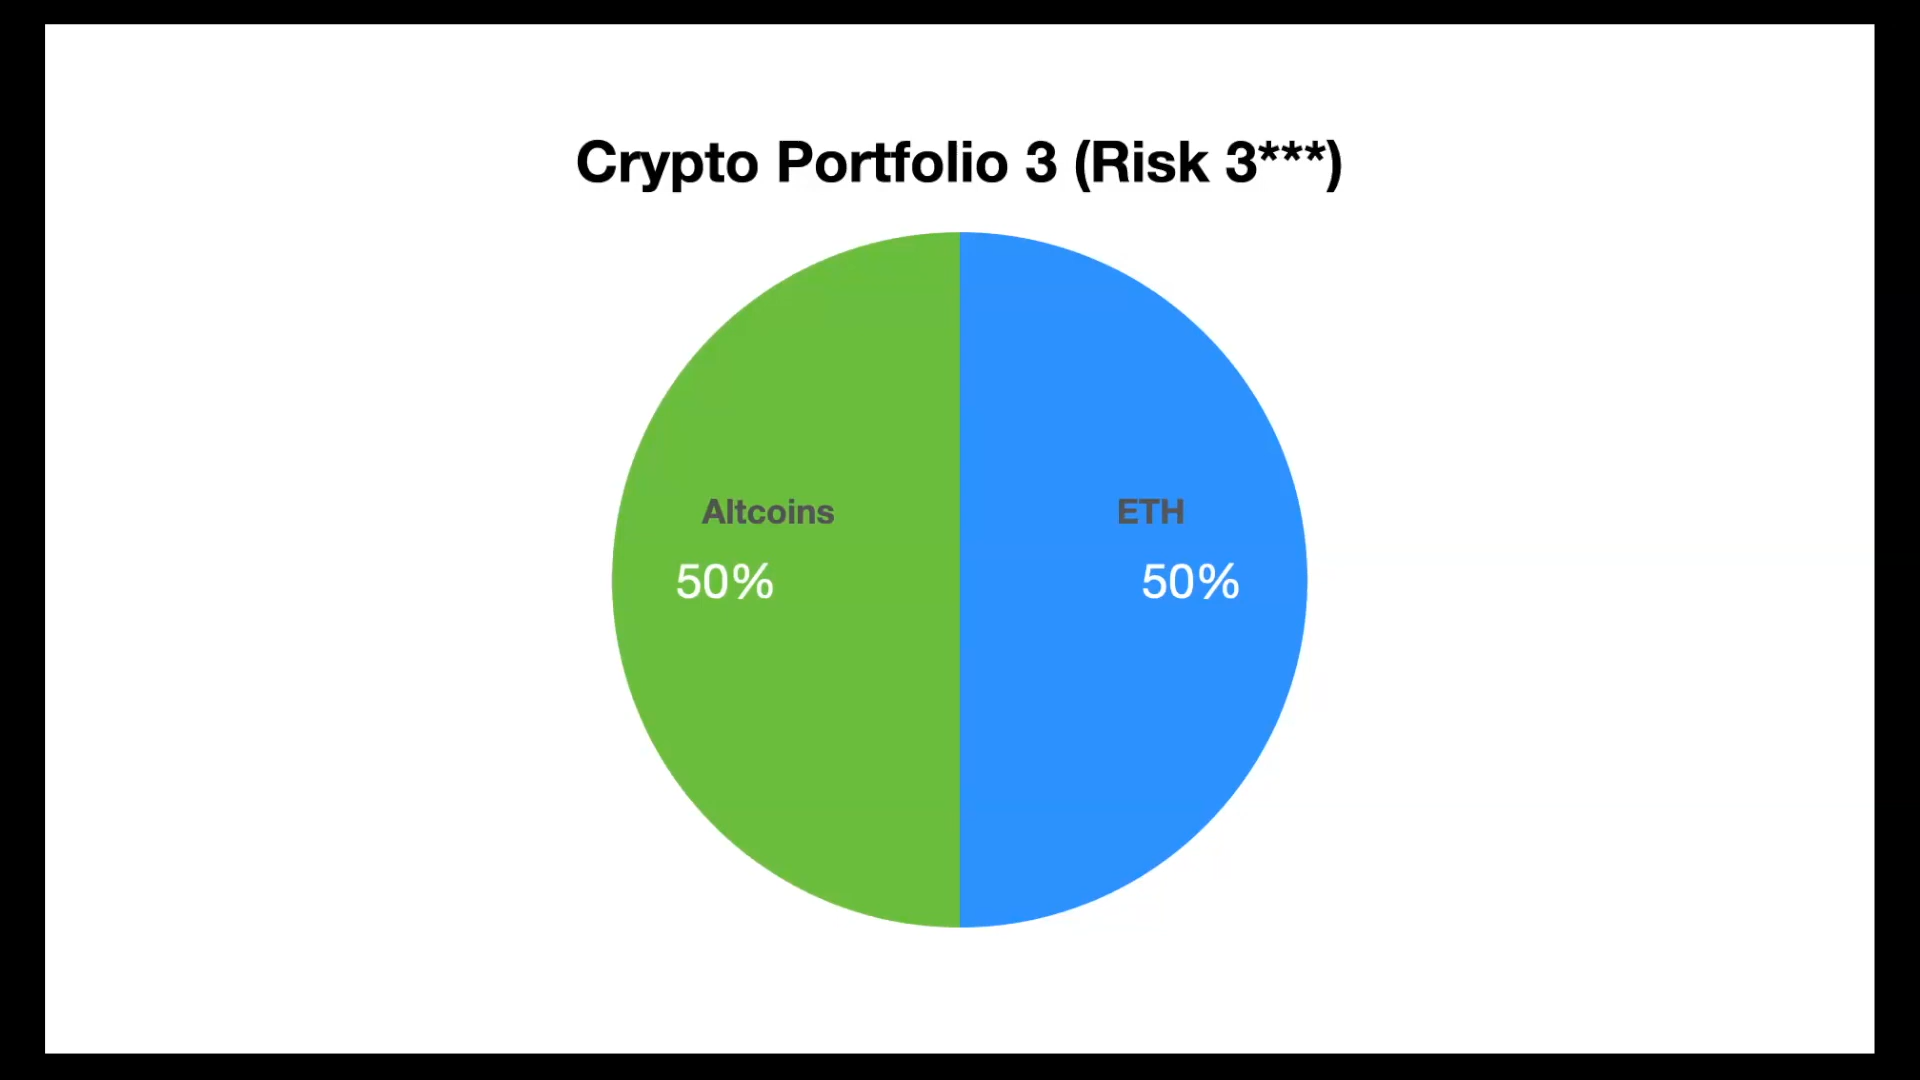 Crypto Portfolio 3 (Risk 3***)
Altcoins
50%
ETH
50%